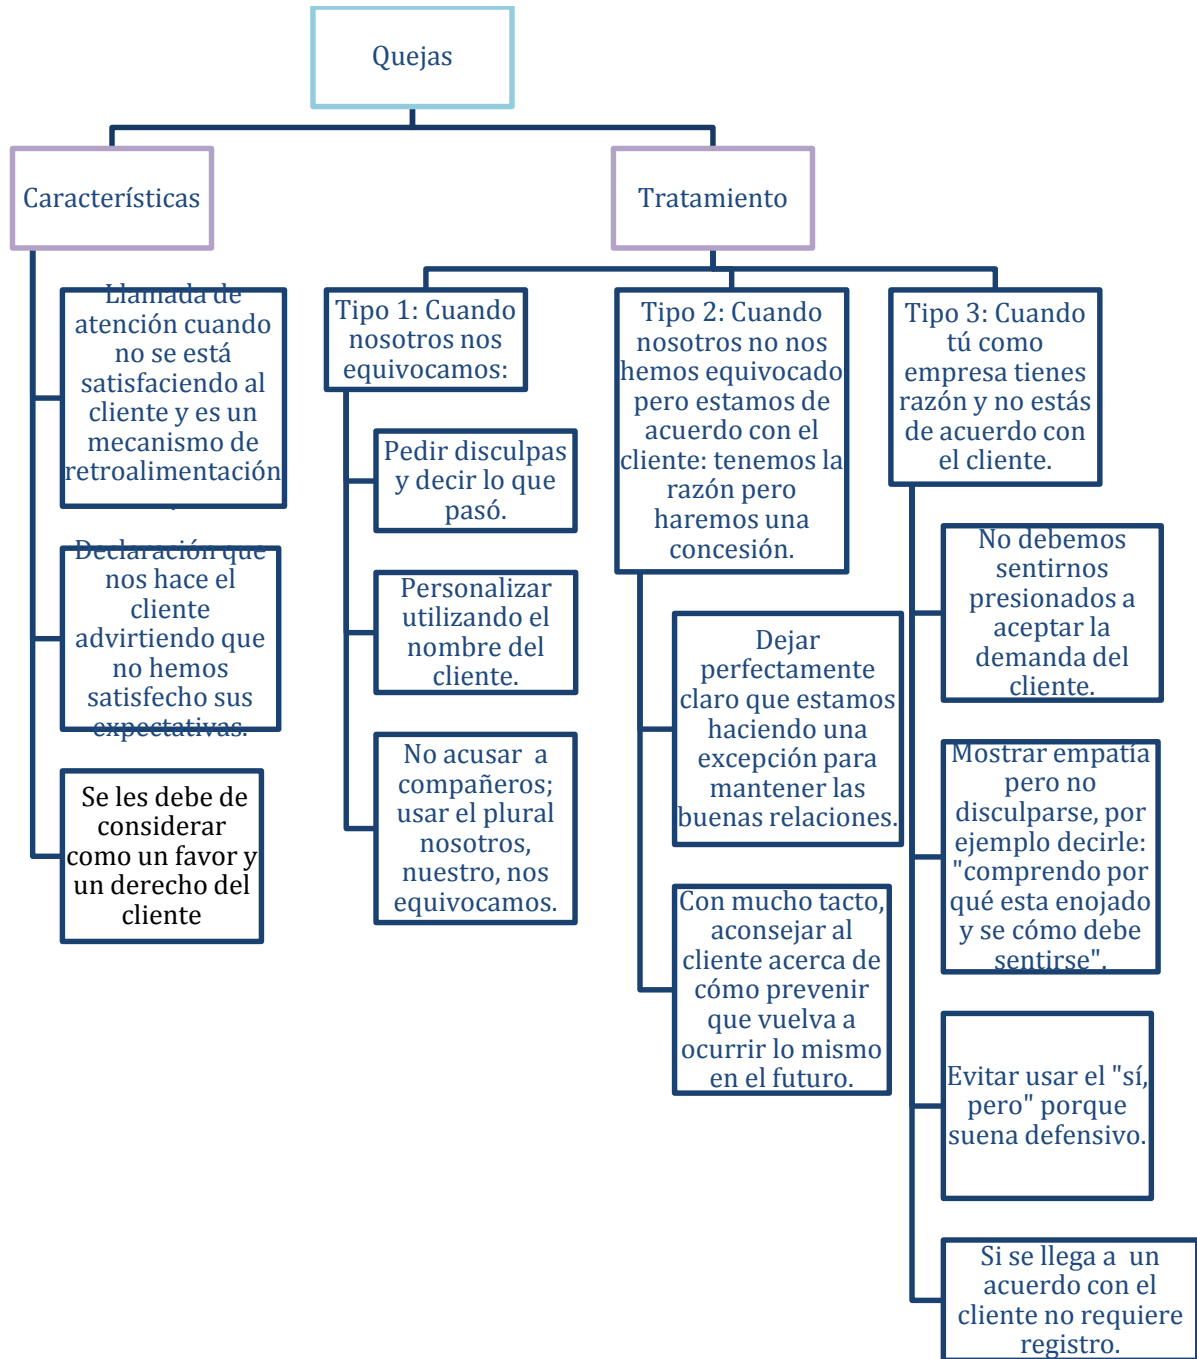 Quejas
Características
Tratamiento
Llamada de
atención cuando
no se está
satisfaciendo al
cliente y es un
mecanismo de
retroalimentación
.
Declaración que
nos hace el
cliente
advirtiendo que
no hemos
satisfecho sus
expectativas.
Se les debe de
considerar
como un favor y
un derecho del
cliente
Tipo 1: Cuando
nosotros nos
equivocamos:
Pedir disculpas
y decir lo que
pasó.
Personalizar
utilizando el
nombre del
cliente.
No acusar  a
compañeros;
usar el plural
nosotros,
nuestro, nos
equivocamos.
Tipo 2: Cuando
nosotros no nos
hemos equivocado
pero estamos de
acuerdo con el
cliente: tenemos la
razón pero
haremos una
concesión.
Dejar
perfectamente
claro que estamos
haciendo una
excepción para
mantener las
buenas relaciones.
Con mucho tacto,
aconsejar al
cliente acerca de
cómo prevenir
que vuelva a
ocurrir lo mismo
en el futuro.
Tipo 3: Cuando
tú como
empresa tienes
razón y no estás
de acuerdo con
el cliente.
No debemos
sentirnos
presionados a
aceptar la
demanda del
cliente.
Mostrar empatía
pero no
disculparse, por
ejemplo decirle:
"comprendo por
qué esta enojado
y se cómo debe
sentirse".
Evitar usar el "sí,
pero" porque
suena defensivo.
Si se llega a  un
acuerdo con el
cliente no requiere
registro.